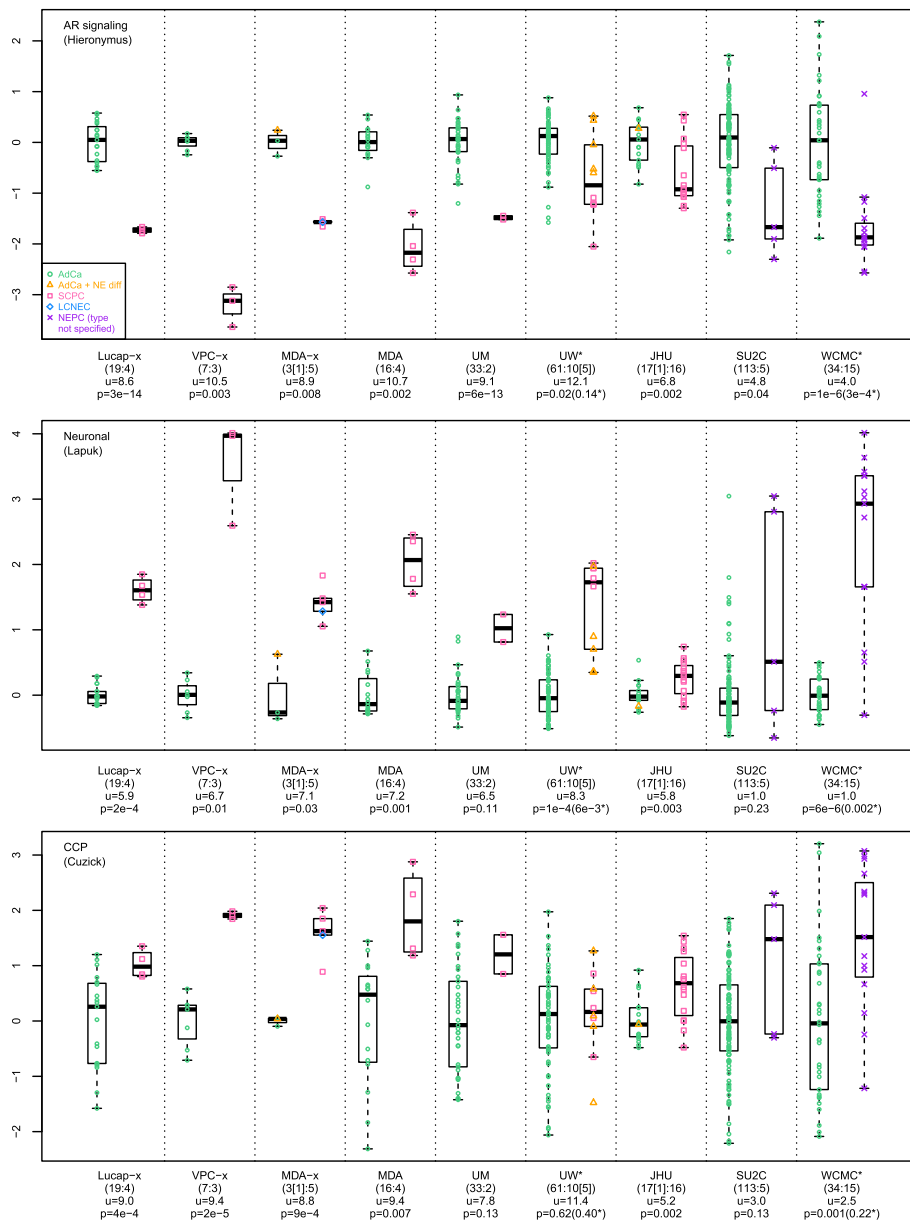 AR signaling
(Hieronymus)
2
1
0
−1
−2
−3
AdCa
AdCa + NE diff
SCPC
LCNEC
NEPC (type
not specified)
Lucap-x VPC-x MDA-x MDA UM UW* JHU SU2C WCMC*
(19:4) (7:3) (3[1]:5) (16:4) (33:2) (61:10[5]) (17[1]:16) (113:5) (34:15)
u=8.6 u=10.5 u=8.9 u=10.7 u=9.1 u=12.1 u=6.8 u=4.8 u=4.0
p=3e-14 p=0.003 p=0.008 p=0.002 p=6e-13 p=0.02(0.14*) p=0.002 p=0.04 p=1e-6(3e-4*)
Neuronal
(Lapuk)
4
3
2
1
0
Lucap-x VPC-x MDA−x MDA UM UW* JHU SU2C WCMC*
(19:4) (7:3) (3[1]:5) (16:4) (33:2) (61:10[5]) (17[1]:16) (113:5) (34:15)
u=5.9 u=6.7 u=7.1 u=7.2 u=6.5 u=8.3 u=5.8 u=1.0 u=1.0
p=2e-4 p=0.01 p=0.03 p=0.001 p=0.11 p=1e-4(6e-3*) p=0.003 p=0.23 p=6e-6(0.002*)
CCP
(Cuzick)
3
2
1
0
−1
−2
Lucap-x VPC-x MDA-x MDA UM UW* JHU SU2C WCMC*
(19:4) (7:3) (3[1]:5) (16:4) (33:2) (61:10[5]) (17[1]:16) (113:5) (34:15)
u=9.0 u=9.4 u=8.8 u=9.4 u=7.8 u=11.4 u=5.2 u=3.0 u=2.5
p=4e-4 p=2e-5 p=9e-4 p=0.007 p=0.13 p=0.62(0.40*) p=0.002 p=0.13 p=0.001(0.22*)